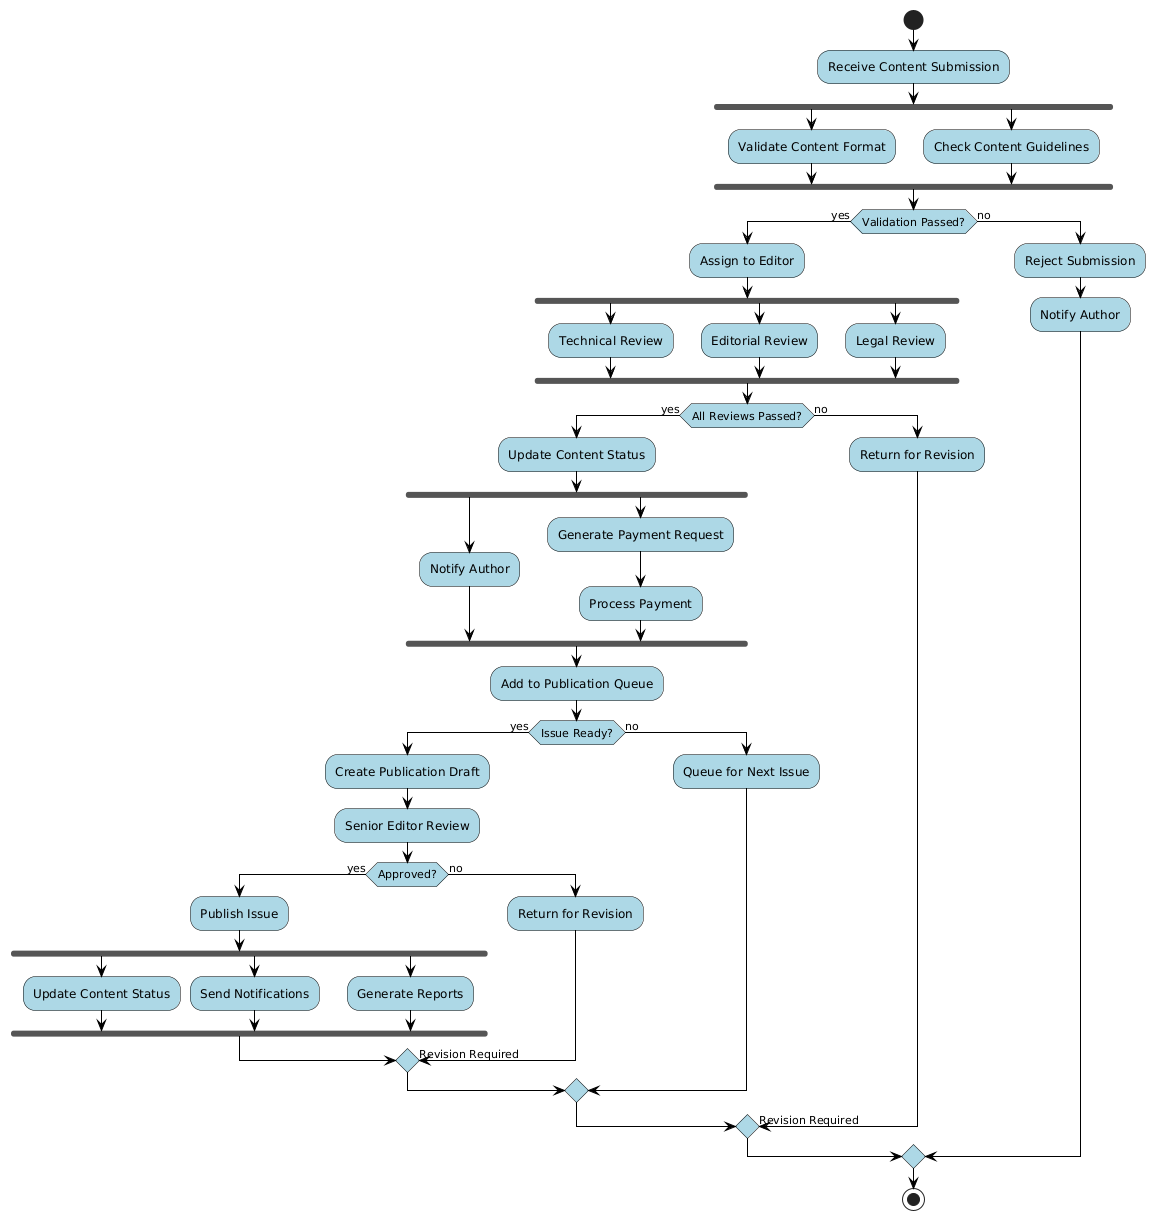 Receive Content Submission
Validate Content Format
Check Content Guidelines
yes
Validation Passed?
no
Assign to Editor
Reject Submission
Notify Author
Technical Review
Editorial Review
Legal Review
yes
All Reviews Passed?
no
Update Content Status
Return for Revision
Generate Payment Request
Notify Author
Process Payment
Add to Publication Queue
yes
Issue Ready?
no
Create Publication Draft
Queue for Next Issue
Senior Editor Review
yes
Approved?
no
Publish Issue
Return for Revision
Update Content Status
Send Notifications
Generate Reports
Revision Required
Revision Required